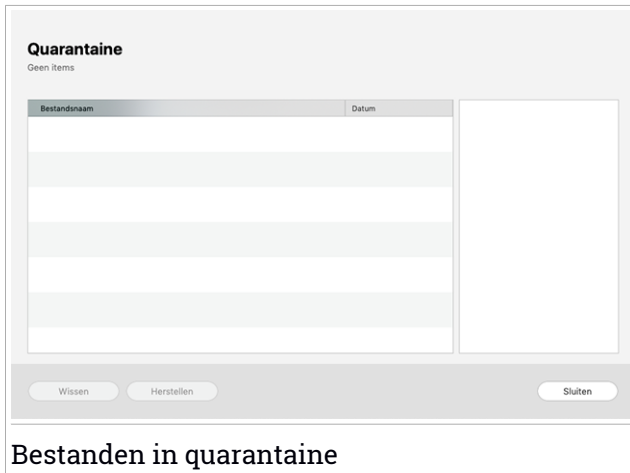 Quarantaine
Geen items
Bestandsnaam Datum
Wissen Herstellen Sluiten
Bestanden in quarantaine